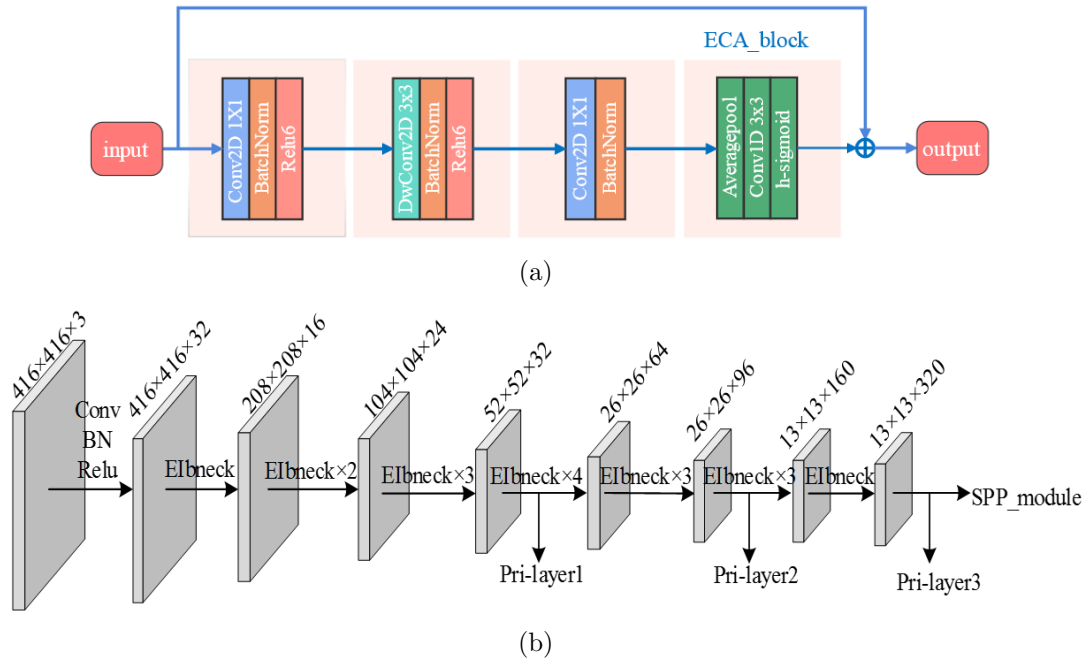 ECA_block
input
Conv2D 1X1
BatchNorm
Relu6
DwConv2D 3x3
BatchNorm
Relu6
Conv2D 1X1
BatchNorm
Averagepool
Conv1D 3x3
h-sigmoid
output
(a)
416×416×3
416×416×32
208×208×16
104×104×24
52×52×32
26×26×64
26×26×96
13×13×160
13×13×320
Conv
BN
Relu
EIbneck
EIbneck×2
EIbneck×3
EIbneck×4
EIbneck×3
EIbneck×3
EIbneck
SPP_module
Pri-layer1
Pri-layer2
Pri-layer3
(b)